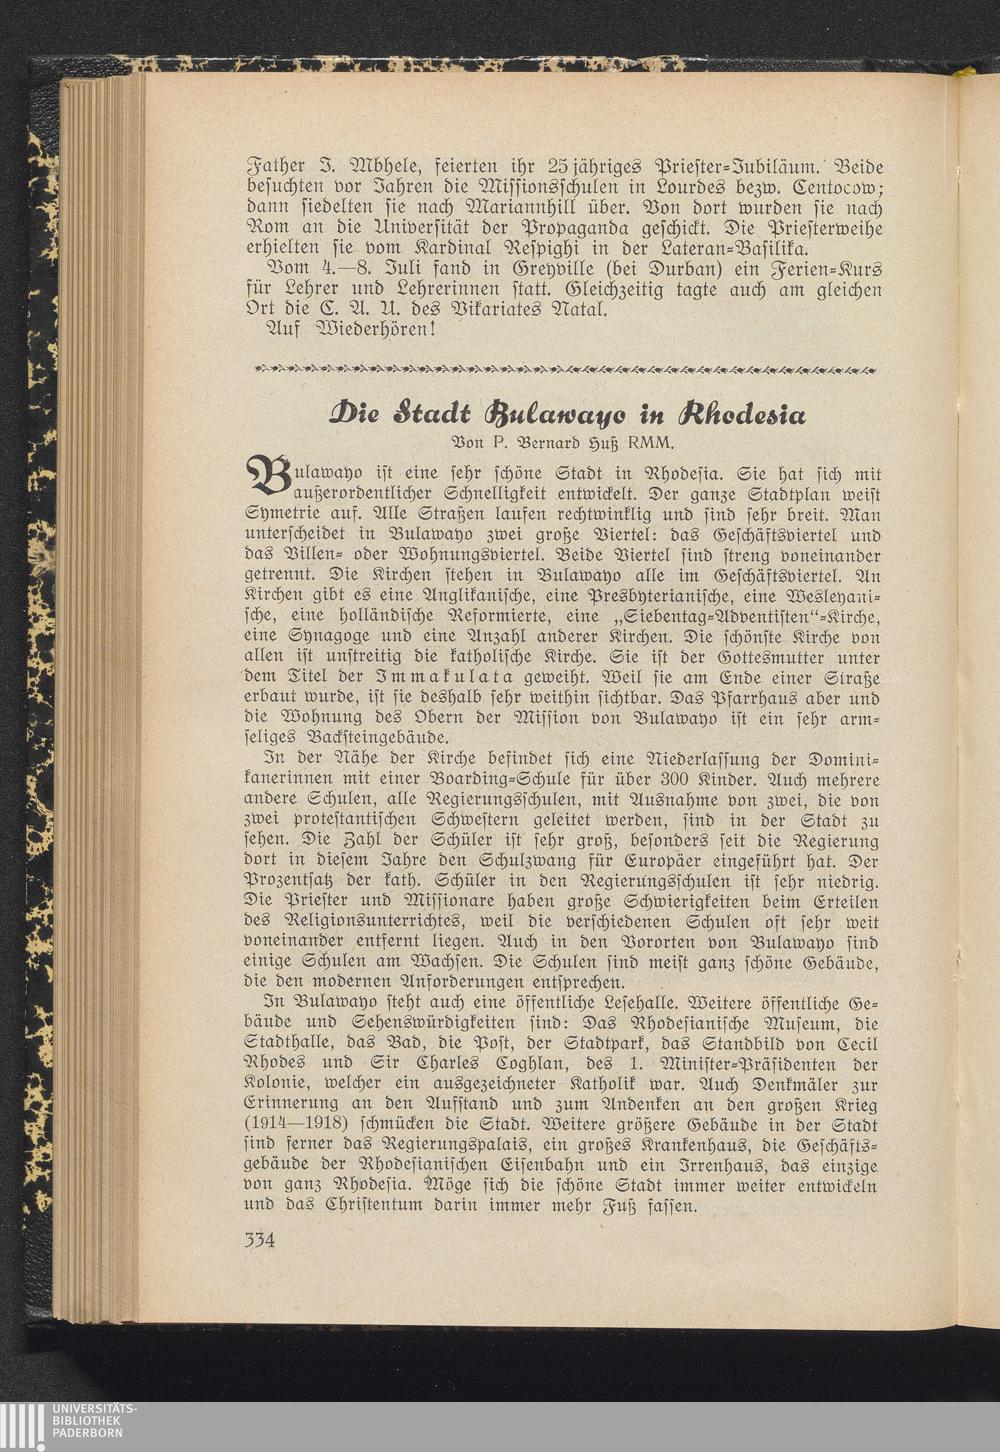 Father J. Mbhele, feierten ihr 25 jähriges Priester=Jubiläum. Beide
besuchten vor Jahren die Missionsschulen in Lourdes bezw. Centocow;
dann siedelten sie nach Mariannhill über. Von dort wurden sie nach
Rom an die Universität der Propaganda geschickt. Die Priesterweihe
erhielten sie vom Kardinal Respighi in der Lateran=Basilika.
Vom 4.—8. Juli fand in Greyville (bei Durban) ein Ferien=Kurs
für Lehrer und Lehrerinnen statt. Gleichzeitig tagte auch am gleichen
Ort die C. A. U. des Vikariates Natal.
Auf Wiederhören!
Die Stadt Bulawayo in Rhodesia
Von P. Bernard Huß RMM.
Bulawayo ist eine sehr schöne Stadt in Rhodesia. Sie hat sich mit
außerordentlicher Schnelligkeit entwickelt. Der ganze Stadtplan weist
Symetrie auf. Alle Straßen laufen rechtwinklig und sind sehr breit. Man
unterscheidet in Bulawayo zwei große Viertel: das Geschäftsviertel und
das Villen= oder Wohnungsviertel. Beide Viertel sind streng voneinander
getrennt. Die Kirchen stehen in Bulawayo alle im Geschäftsviertel. An
Kirchen gibt es eine Anglikanische, eine Presbyterianische, eine Wesleyani=
sche, eine holländische Reformierte, eine „Siebentag=Adventisten“=Kirche,
eine Synagoge und eine Anzahl anderer Kirchen. Die schönste Kirche von
allen ist unstreitig die katholische Kirche. Sie ist der Gottesmutter unter
dem Titel der Immakulata geweiht. Weil sie am Ende einer Straße
erbaut wurde, ist sie deshalb sehr weithin sichtbar. Das Pfarrhaus aber und
die Wohnung des Obern der Mission von Bulawayo ist ein sehr arm=
seliges Backsteingebäude.
In der Nähe der Kirche befindet sich eine Niederlassung der Domini=
kanerinnen mit einer Boarding=Schule für über 300 Kinder. Auch mehrere
andere Schulen, alle Regierungsschulen, mit Ausnahme von zwei, die von
zwei protestantischen Schwestern geleitet werden, sind in der Stadt zu
sehen. Die Zahl der Schüler ist sehr groß, besonders seit die Regierung
dort in diesem Jahre den Schulzwang für Europäer eingeführt hat. Der
Prozentsatz der kath. Schüler in den Regierungsschulen ist sehr niedrig.
Die Priester und Missionare haben große Schwierigkeiten beim Erteilen
des Religionsunterrichtes, weil die verschiedenen Schulen oft sehr weit
voneinander entfernt liegen. Auch in den Vororten von Bulawayo sind
einige Schulen am Wachsen. Die Schulen sind meist ganz schöne Gebäude,
die den modernen Anforderungen entsprechen.
In Bulawayo steht auch eine öffentliche Lesehalle. Weitere öffentliche Ge=
bäude und Sehenswürdigkeiten sind: Das Rhodesianische Museum, die
Stadthalle, das Bad, die Post, der Stadtpark, das Standbild von Cecil
Rhodes und Sir Charles Coghlan, des 1. Minister=Präsidenten der
Kolonie, welcher ein ausgezeichneter Katholik war. Auch Denkmäler zur
Erinnerung an den Aufstand und zum Andenken an den großen Krieg
(1914—1918) schmücken die Stadt. Weitere größere Gebäude in der Stadt
sind ferner das Regierungspalais, ein großes Krankenhaus, die Geschäfts=
gebäude der Rhodesianischen Eisenbahn und ein Irrenhaus, das einzige
von ganz Rhodesia. Möge sich die schöne Stadt immer weiter entwickeln
und das Christentum darin immer mehr Fuß fassen.
334
UNIVERSITÄTS-
BIBLIOTHEK
PADERBORN